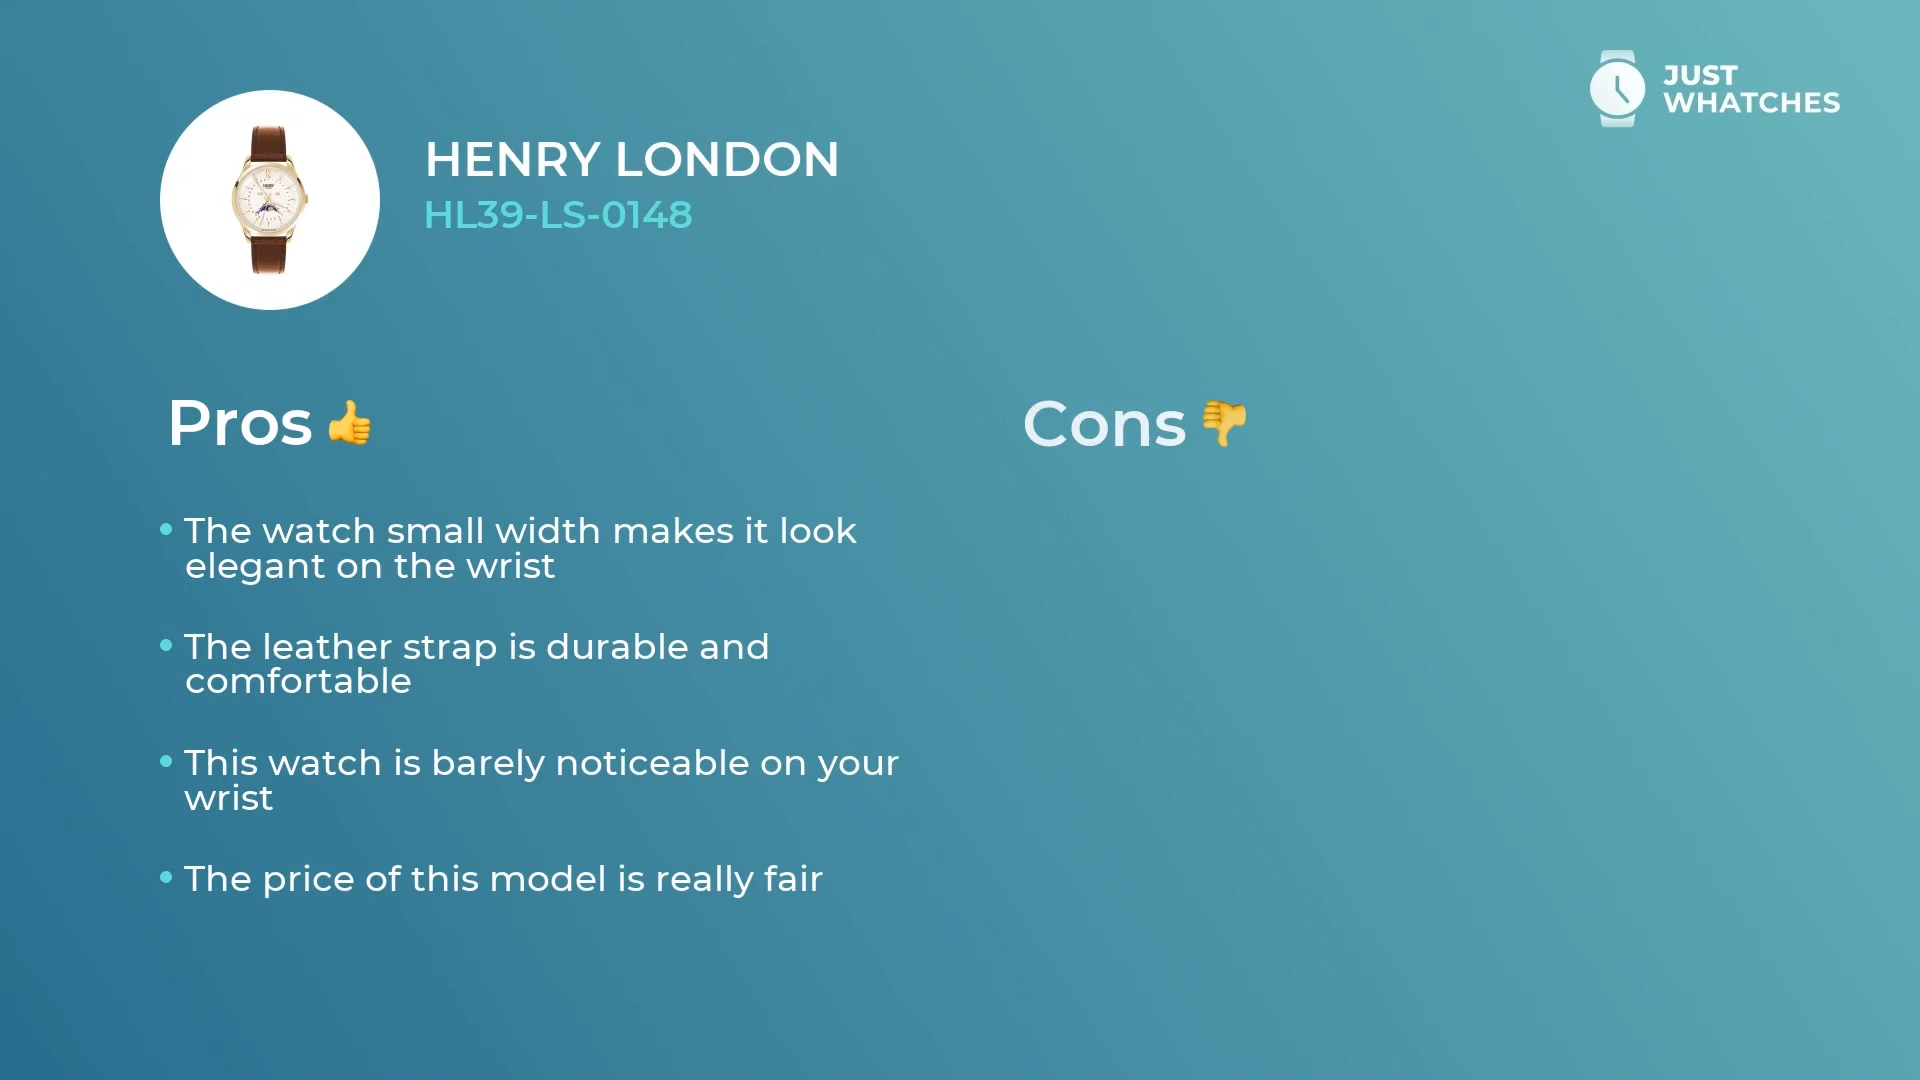 JUST
WHATCHES
HENRY LONDON
HL39-LS-0148
Pros
Cons
The watch small width makes it look
elegant on the wrist
The leather strap is durable and
comfortable
This watch is barely noticeable on your
wrist
The price of this model is really fair